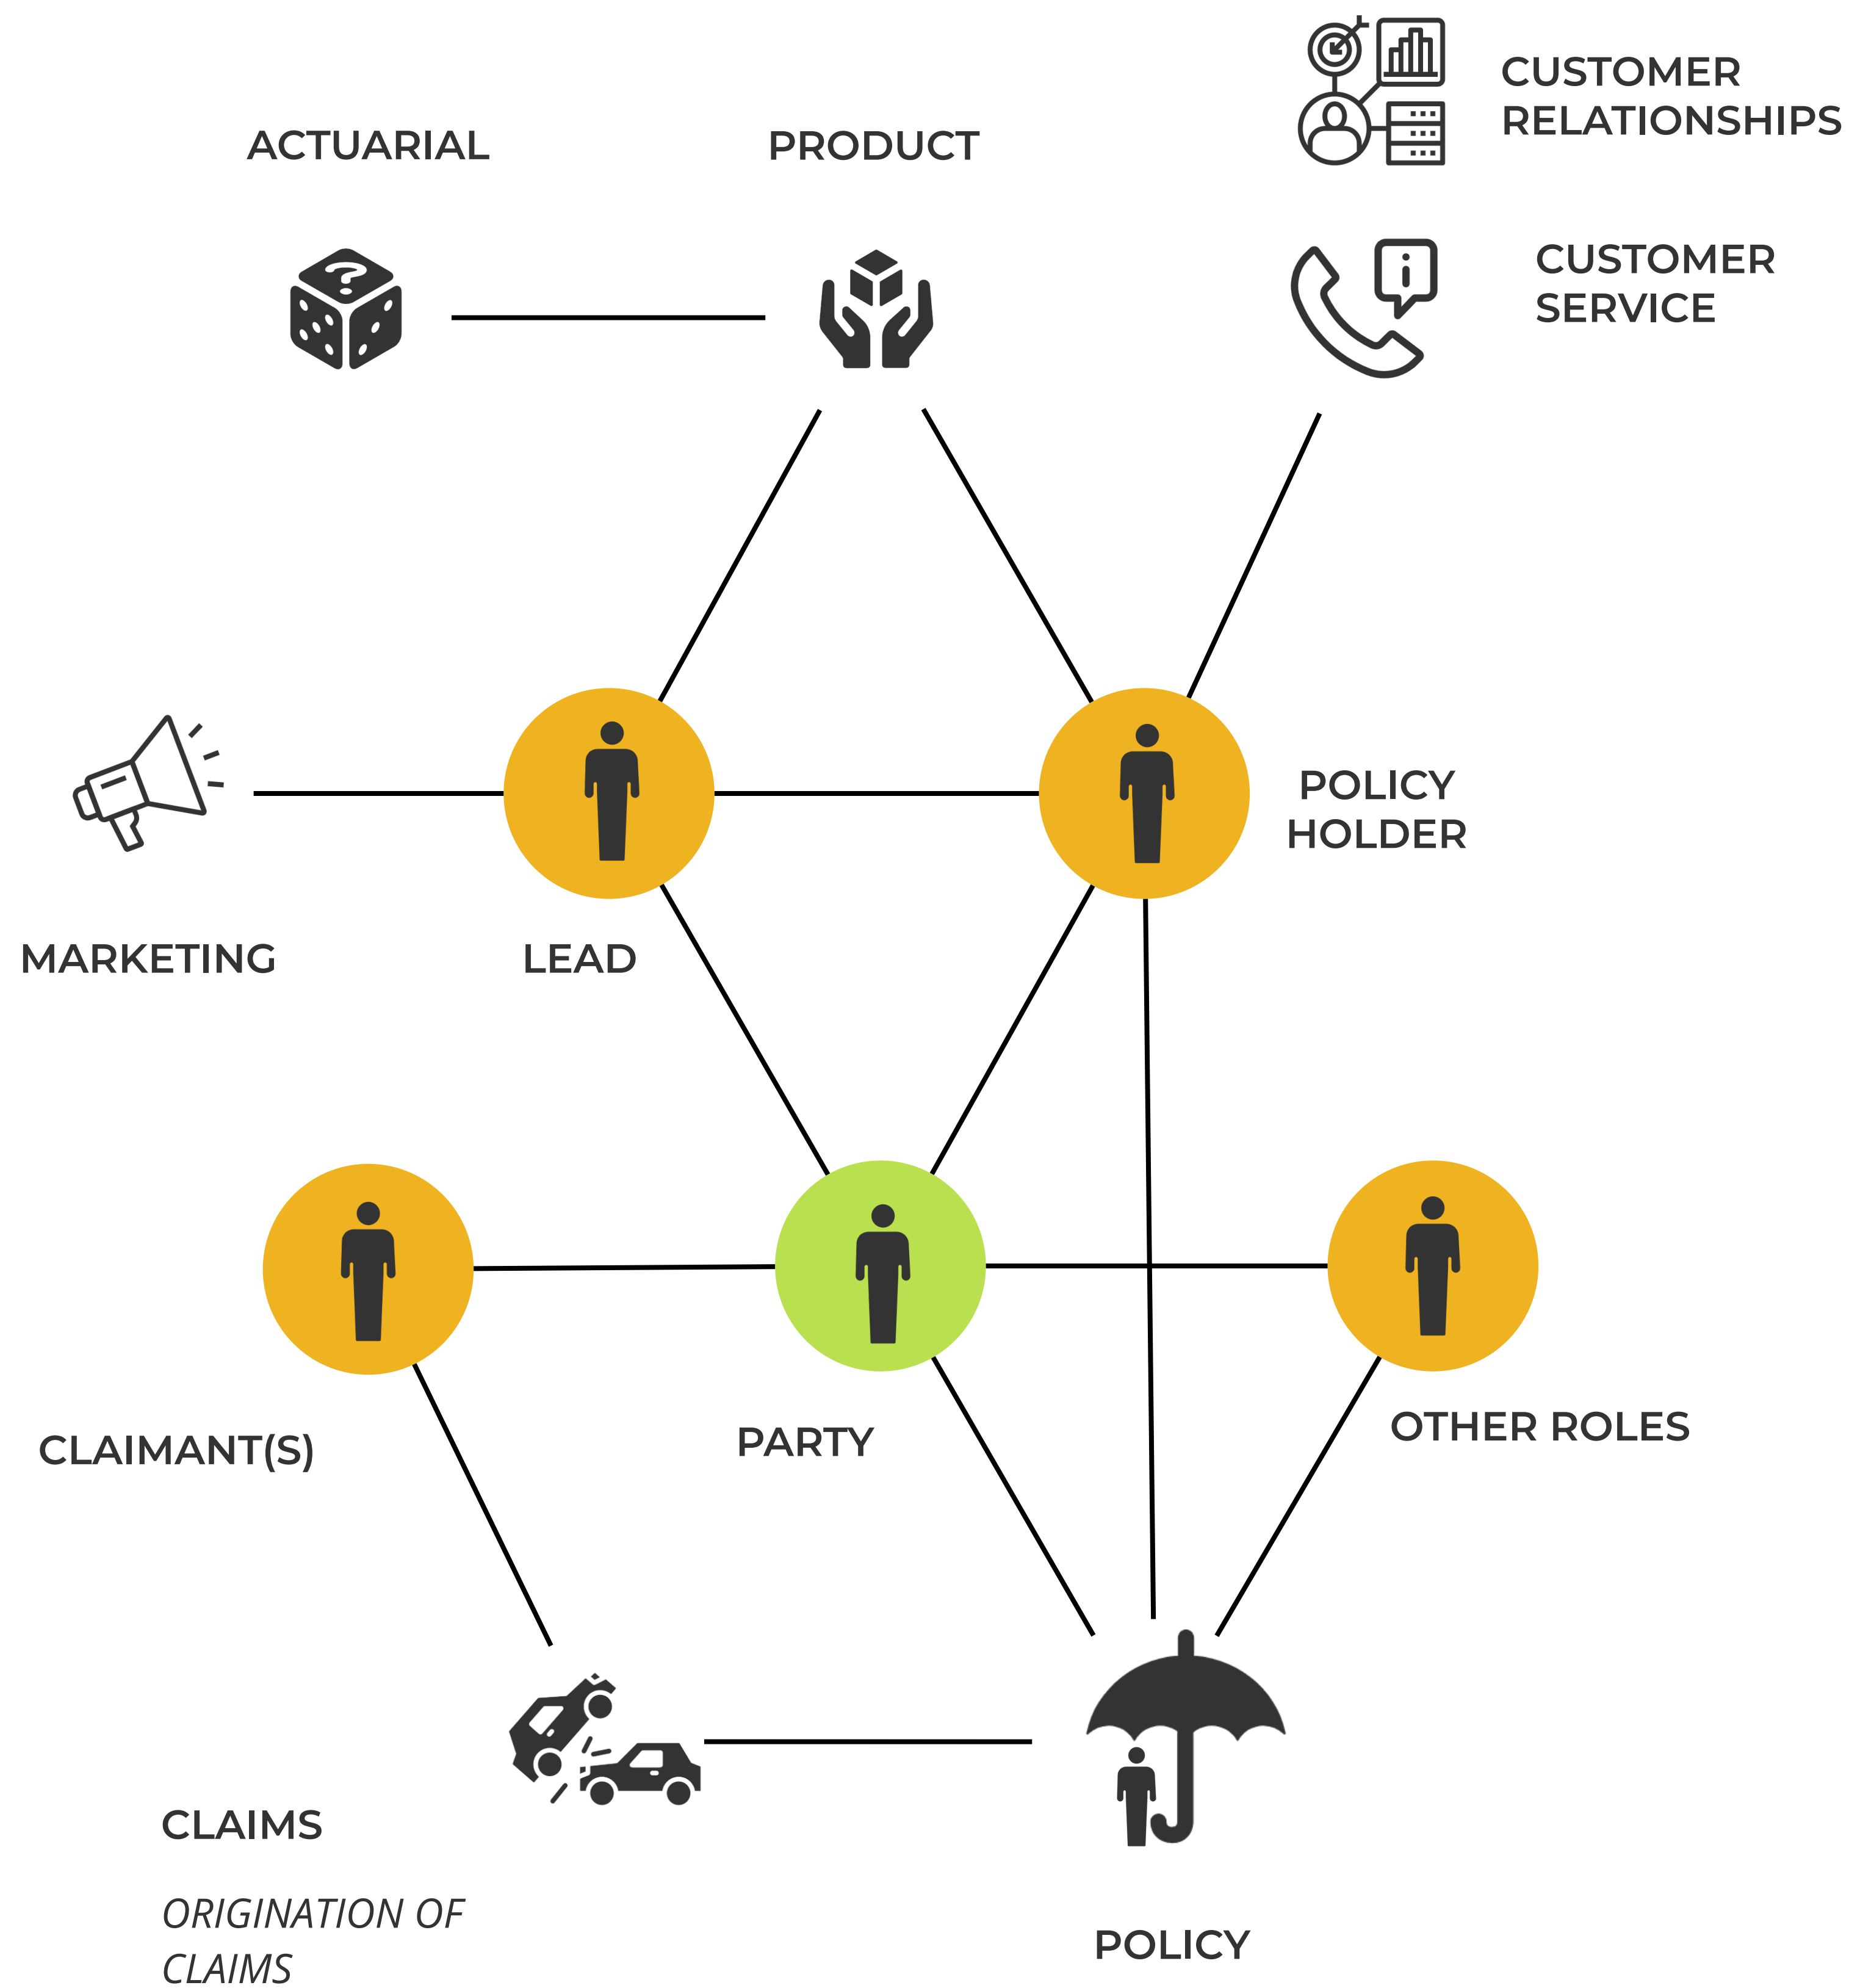 CUSTOMER
RELATIONSHIPS
ACTUARIAL
PRODUCT
CUSTOMER
SERVICE
POLICY
HOLDER
MARKETING
LEAD
CLAIMANT(S)
PARTY
OTHER ROLES
CLAIMS
ORIGINATION OF
CLAIMS
POLICY